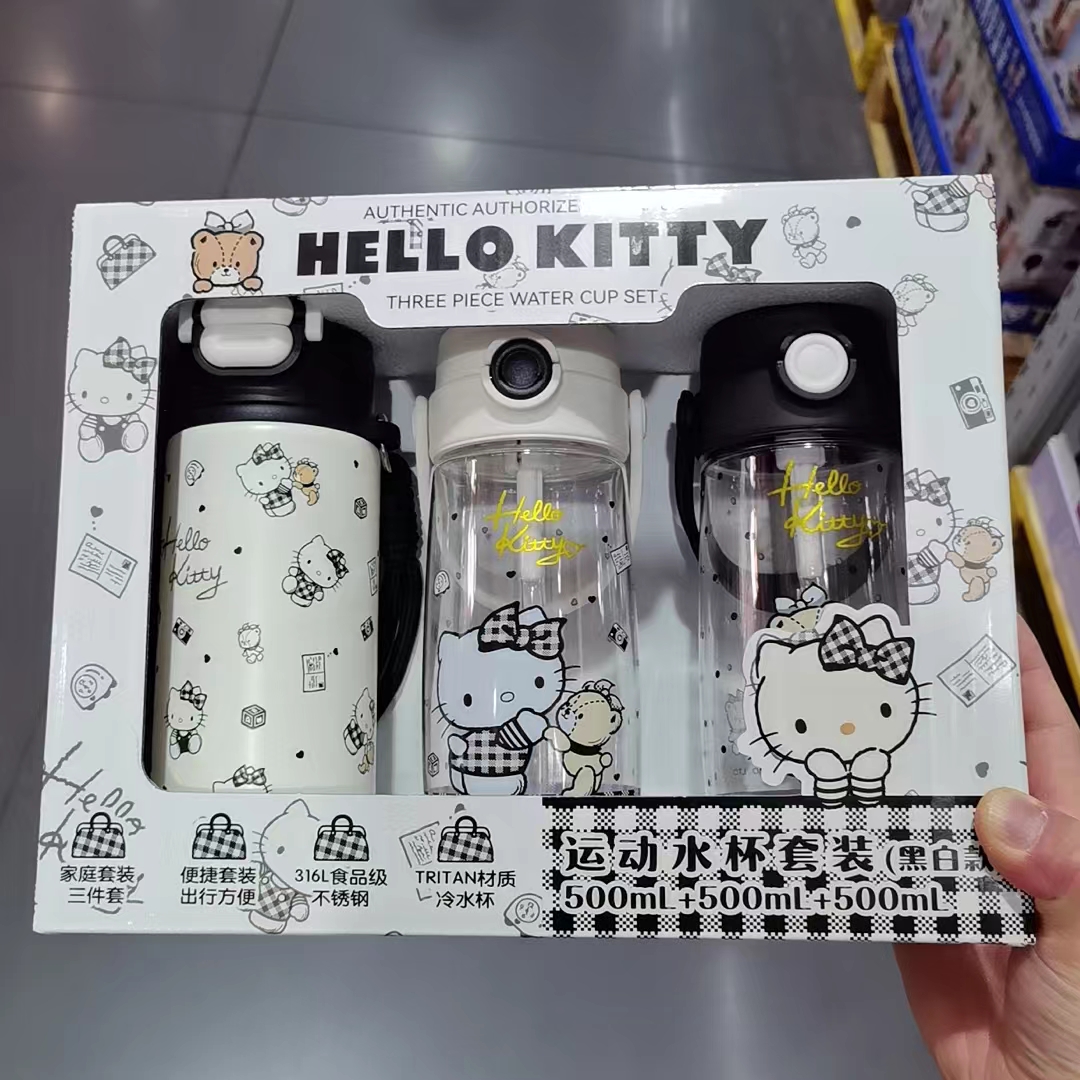 AUTHENTIC AUTHORIZE
HELLO KITTY
THREE PIECE WATER CUP SET
Hello
Kitty
Hello
Kitty
Hello
Kitty
家庭套装
三件套
便捷套装
出行方便
316L食品级
不锈钢
TRITAN材质
冷水杯
运动水杯套装(黑白款
500mL+500mL+500mL